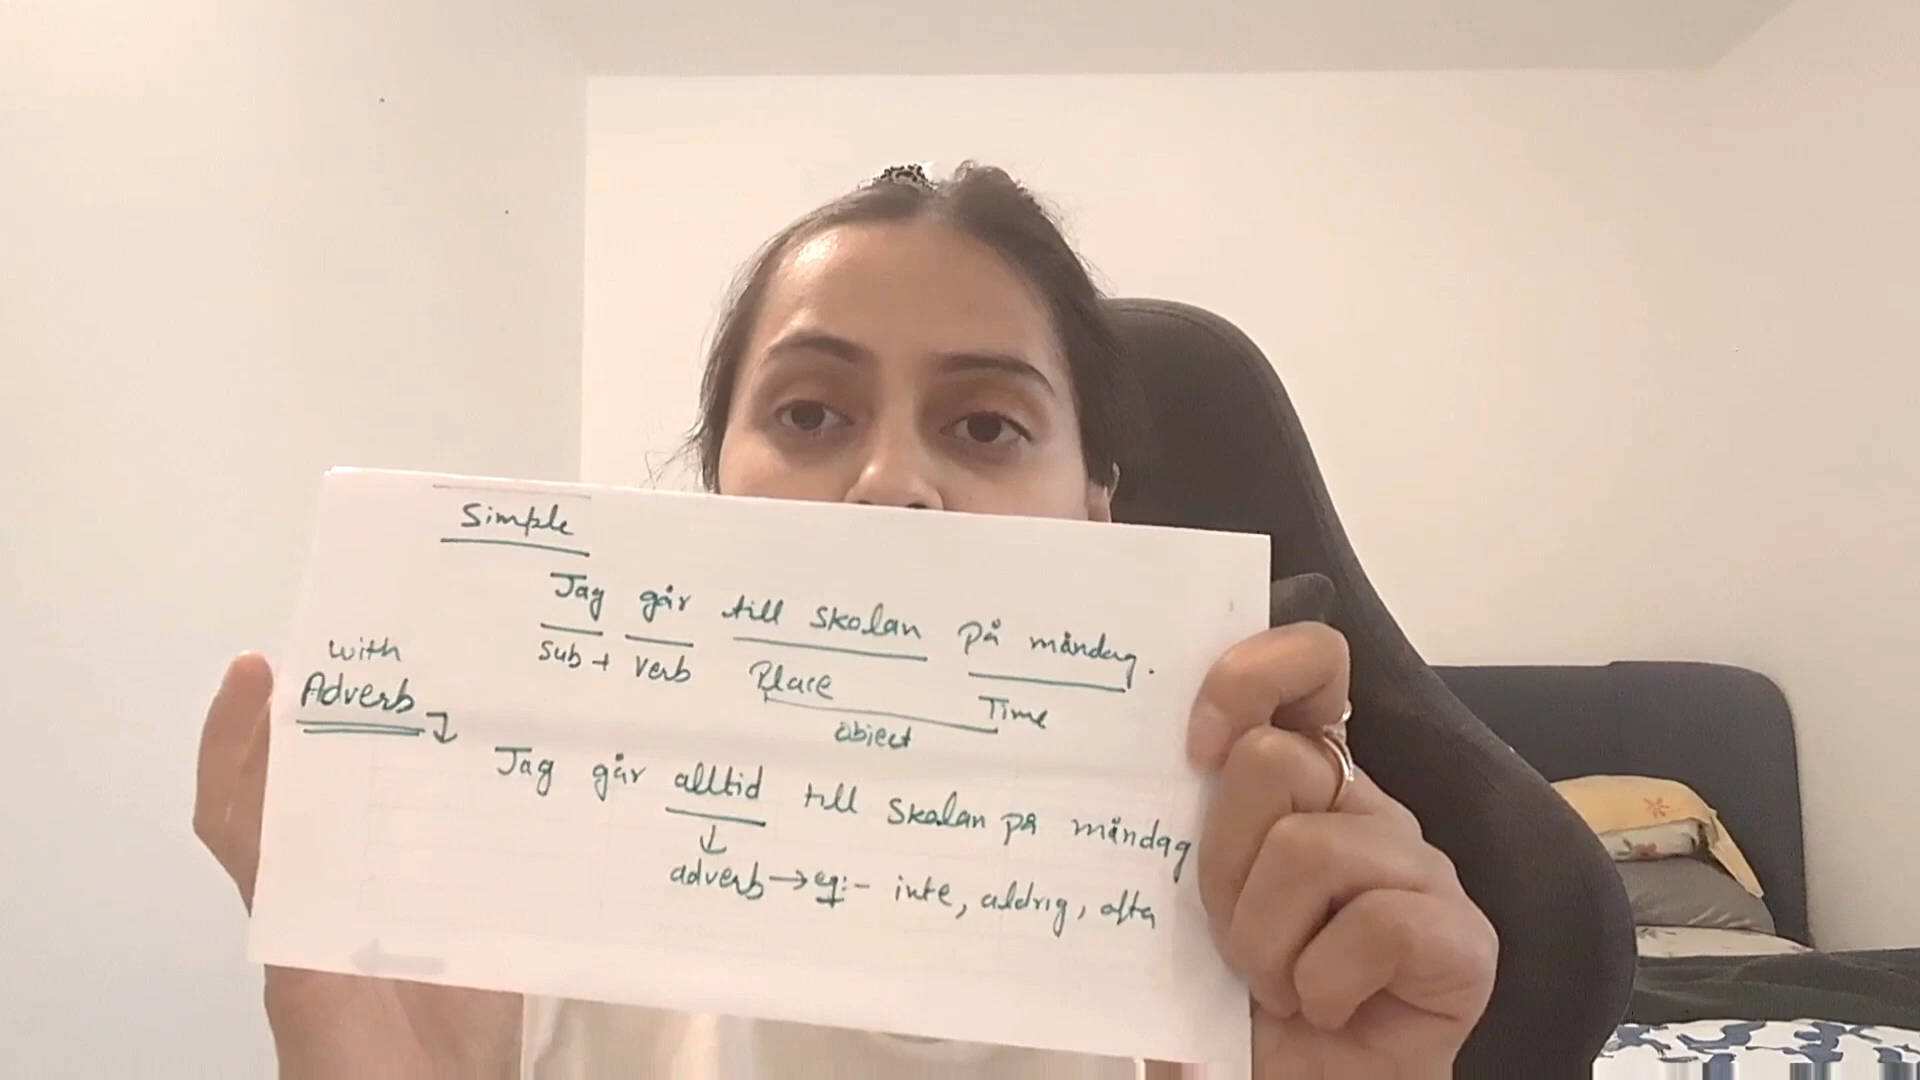 Simple
Jag går till skolan på måndag.
Sub + Verb Place Time
object
with
Adverb
Jag går alltid till skolan på måndag
adverb → eg:- inte, aldrig, ofta